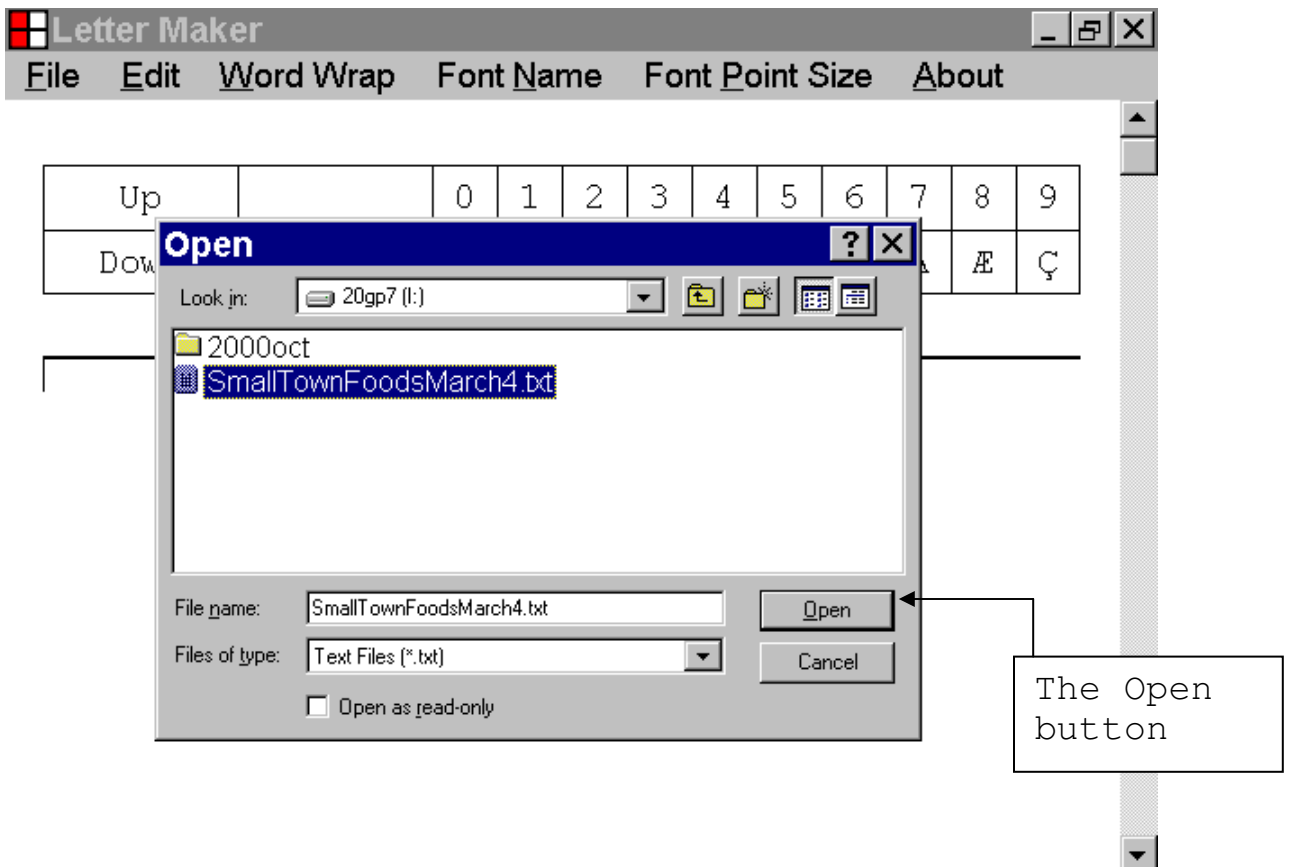 Letter Maker
File Edit Word Wrap Font Name Font Point Size About
Up 0 1 2 3 4 5 6 7 8 9
Open
Æ Ç
Look in: 20gp7 (I:)
2000oct
SmallTownFoodsMarch4.txt
File name: SmallTownFoodsMarch4.txt Open
Files of type: Text Files (*.txt) Cancel
Open as read-only
The Open
button